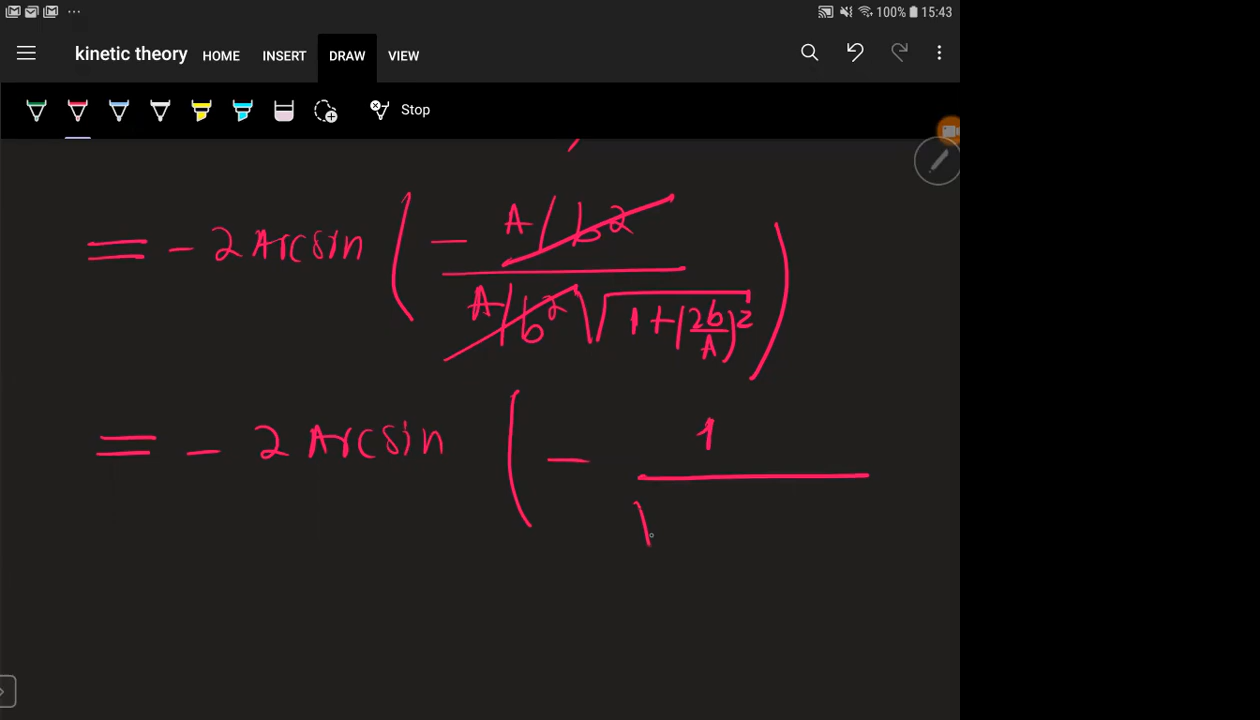 100% 15:43
kinetic theory HOME INSERT DRAW VIEW
Stop
= - 2 Arcsin ( - A/b² / A/b² √ 1 + (2b/A)² )
= - 2 Arcsin ( - 1